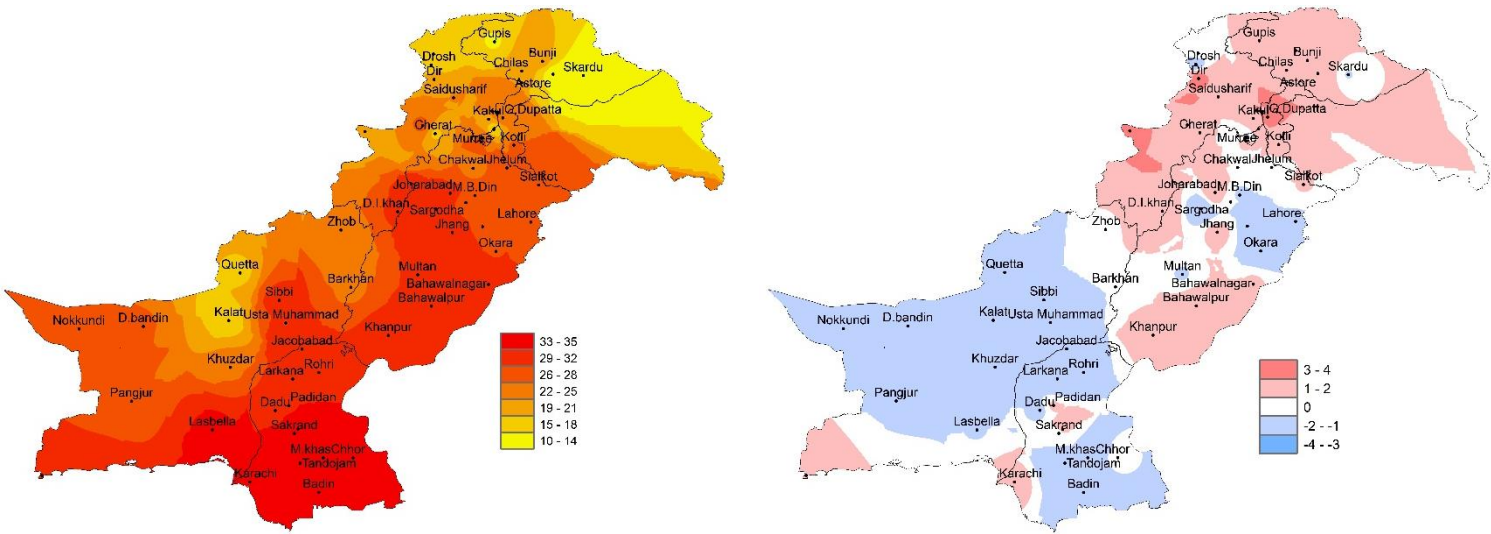 Gupis
Drosh
Bunji
Dir
Chilas
Skardu
Astore
Saidusharif
Kakul
G.Dupatta
Gherat
Murree
Kotli
Chakwal
Jhelum
Sialkot
Joharabad
M.B.Din
D.I.khan
Sargodha
Lahore
Zhob
Jhang
Okara
Quetta
Multan
Barkhan
Bahawalnagar
Sibbi
Bahawalpur
Nokkundi
D.bandin
Kalat
Usta Muhammad
Khanpur
Jacobabad
Khuzdar
Rohri
Larkana
Pangjur
Dadu
Padidan
Lasbella
Sakrand
M.khas
Chhor
Tandojam
Karachi
Badin
33 - 35
29 - 32
26 - 28
22 - 25
19 - 21
15 - 18
10 - 14
Gupis
Drosh
Bunji
Dir
Chilas
Skardu
Astore
Saidusharif
Kakul
G.Dupatta
Gherat
Murree
Kotli
Chakwal
Jhelum
Sialkot
Joharabad
M.B.Din
D.I.khan
Sargodha
Lahore
Zhob
Jhang
Okara
Quetta
Multan
Barkhan
Bahawalnagar
Sibbi
Bahawalpur
Nokkundi
D.bandin
Kalat
Usta Muhammad
Khanpur
Jacobabad
Khuzdar
Rohri
Larkana
Pangjur
Dadu
Padidan
Lasbella
Sakrand
M.khas
Chhor
Tandojam
Karachi
Badin
3 - 4
1 - 2
0
-2 - -1
-4 - -3